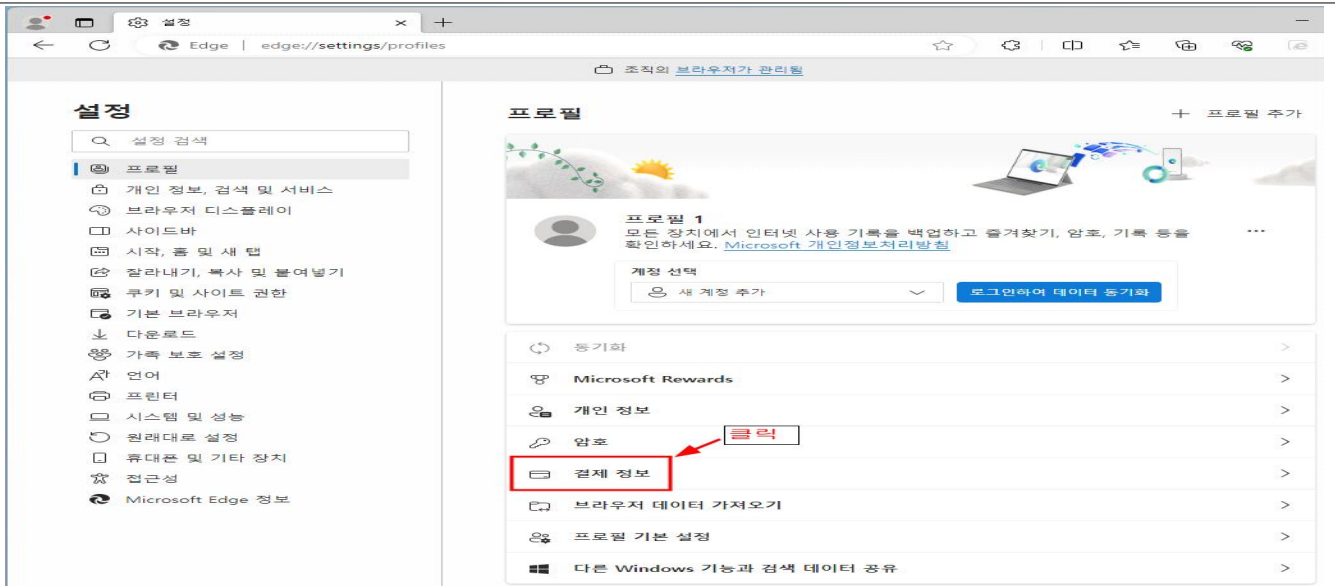 설정
Edge | edge://settings/profiles
조직의 브라우저가 관리됨
설정
설정 검색
프로필
개인 정보, 검색 및 서비스
브라우저 디스플레이
사이드바
시작, 홈 및 새 탭
잘라내기, 복사 및 붙여넣기
쿠키 및 사이트 권한
기본 브라우저
다운로드
가족 보호 설정
언어
프린터
시스템 및 성능
원래대로 설정
휴대폰 및 기타 장치
접근성
Microsoft Edge 정보
프로필
프로필 추가
프로필 1
모든 장치에서 인터넷 사용 기록을 백업하고 즐겨찾기, 암호, 기록 등을
확인하세요. Microsoft 개인정보처리방침
계정 선택
새 계정 추가
로그인하여 데이터 동기화
동기화
Microsoft Rewards
개인 정보
암호
클릭
결제 정보
브라우저 데이터 가져오기
프로필 기본 설정
다른 Windows 기능과 검색 데이터 공유